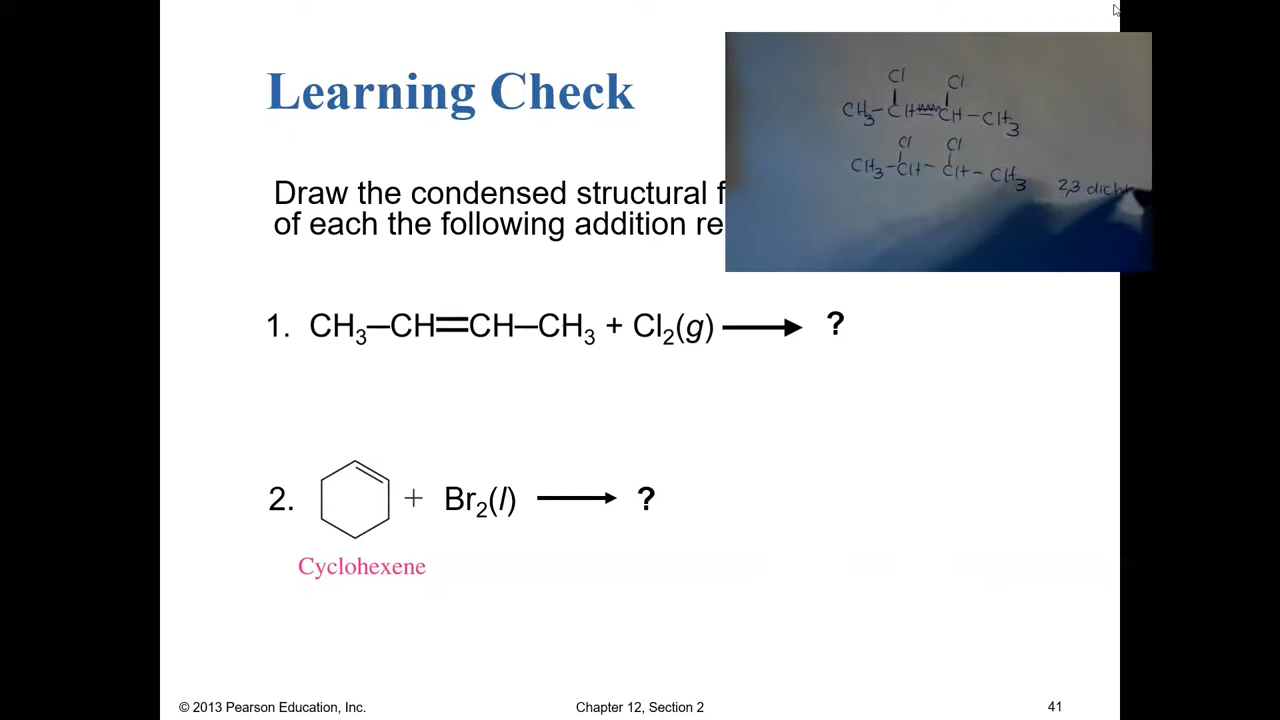 Learning Check
Cl Cl
CH3-CH=CH-CH3
Cl Cl
CH3-CH-CH-CH3
2,3
Draw the condensed structural
of each the following addition
1. CH₃–CH=CH–CH₃ + Cl₂(g) → ?
2. + Br₂(l) → ?
Cyclohexene
© 2013 Pearson Education, Inc. Chapter 12, Section 2 41